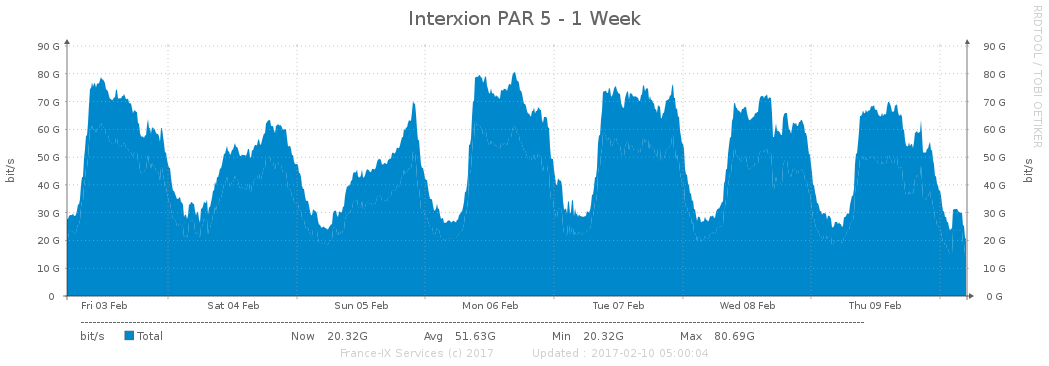 Interxion PAR 5 - 1 Week
RRDTOOL / TOBI OETIKER
90 G 90 G
80 G 80 G
70 G 70 G
60 G 60 G
50 G 50 G
40 G 40 G
30 G 30 G
20 G 20 G
10 G 10 G
0 0 G
bit/s bit/s
Fri 03 Feb Sat 04 Feb Sun 05 Feb Mon 06 Feb Tue 07 Feb Wed 08 Feb Thu 09 Feb
bit/s Total Now 20.32G Avg 51.63G Min 20.32G Max 80.69G
France-IX Services (c) 2017 Updated : 2017-02-10 05:00:04